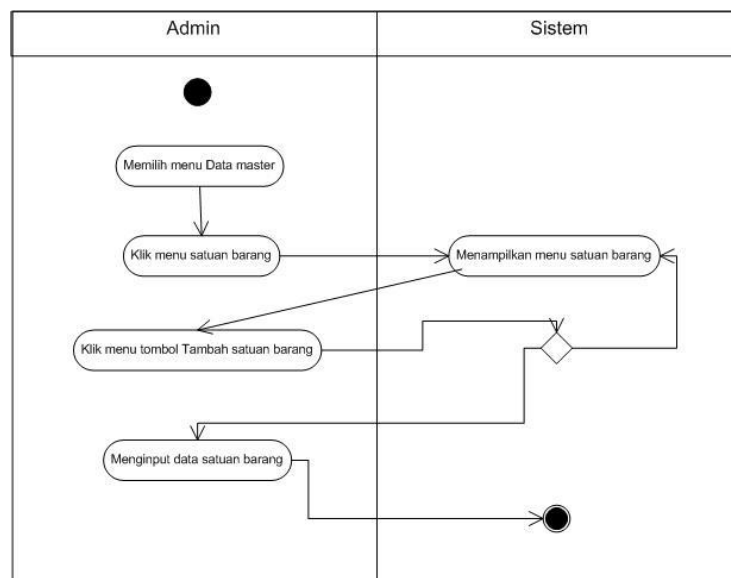 Admin
Sistem
Memilih menu Data master
Klik menu satuan barang
Menampilkan menu satuan barang
Klik menu tombol Tambah satuan barang
Menginput data satuan barang